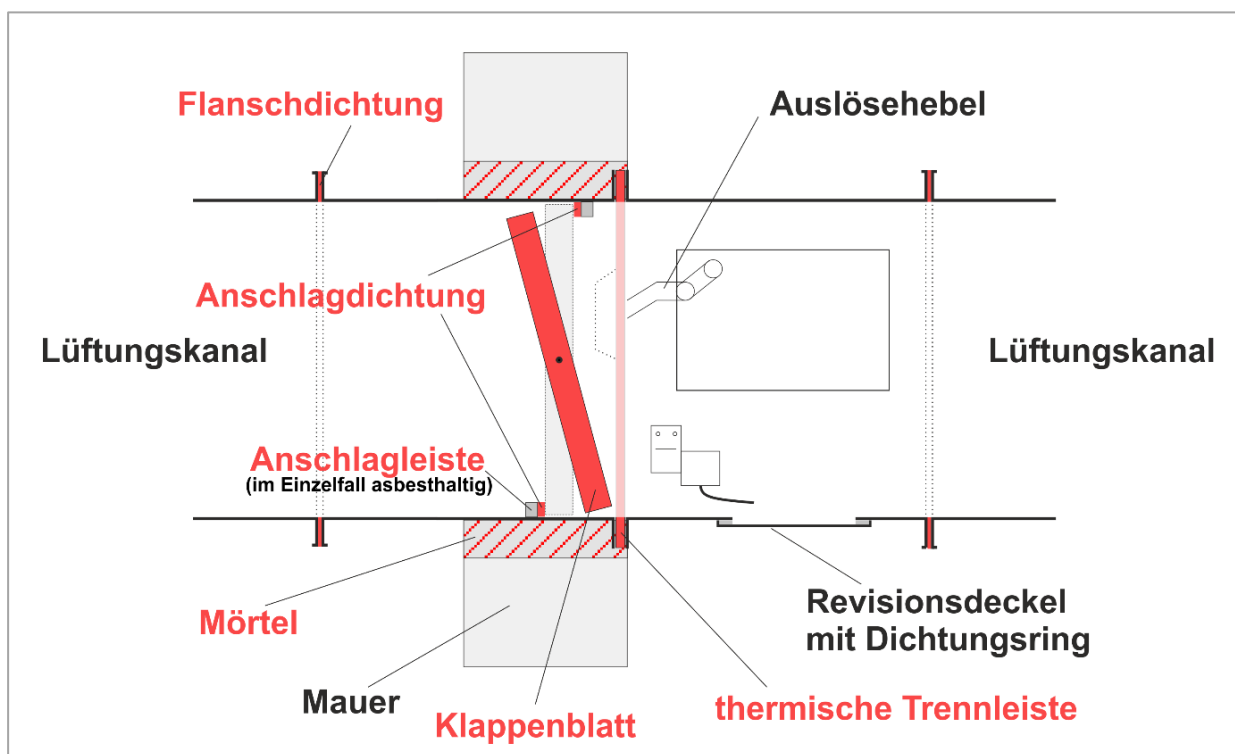 Flanschdichtung
Auslösehebel
Anschlagdichtung
Lüftungskanal
Lüftungskanal
Anschlagleiste
(im Einzelfall asbesthaltig)
Mörtel
Revisionsdeckel
mit Dichtungsring
Mauer
Klappenblatt
thermische Trennleiste